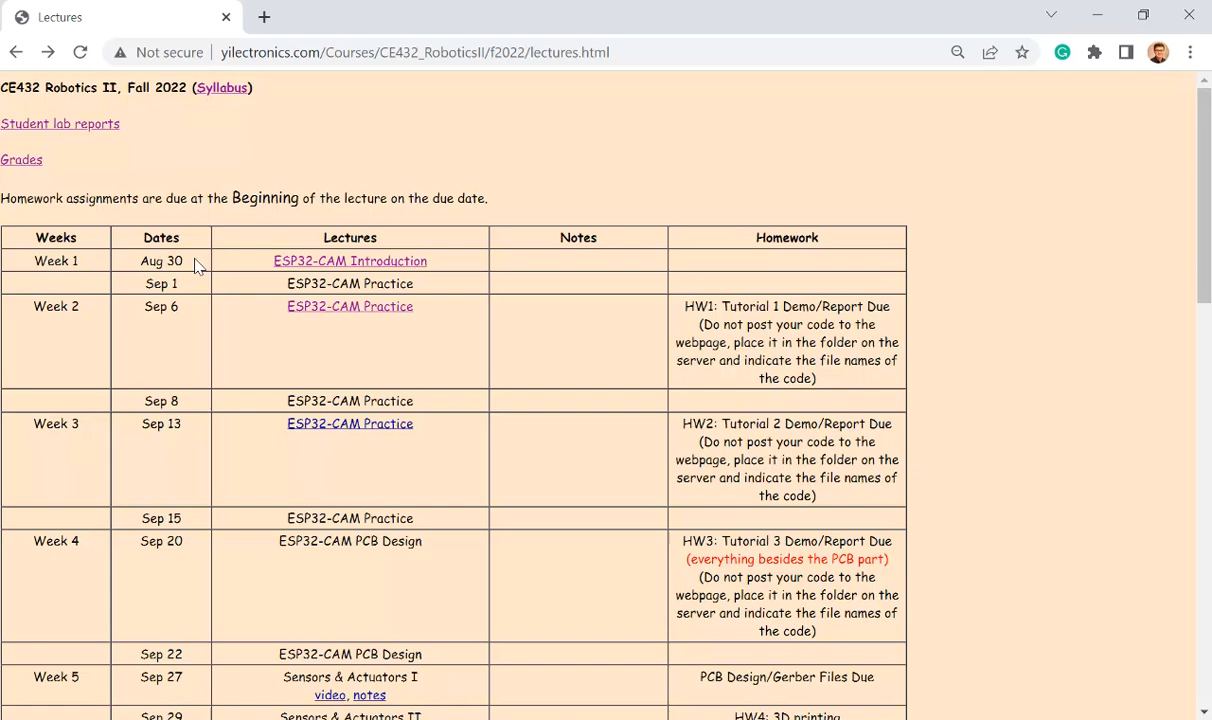 Lectures
Not secure yilectronics.com/Courses/CE432_RoboticsII/f2022/lectures.html
CE432 Robotics II, Fall 2022 (Syllabus)
Student lab reports
Grades
Homework assignments are due at the Beginning of the lecture on the due date.
Weeks Dates Lectures Notes Homework
Week 1 Aug 30 ESP32-CAM Introduction
Sep 1 ESP32-CAM Practice
Week 2 Sep 6 ESP32-CAM Practice HW1: Tutorial 1 Demo/Report Due
(Do not post your code to the
webpage, place it in the folder on the
server and indicate the file names of
the code)
Sep 8 ESP32-CAM Practice
Week 3 Sep 13 ESP32-CAM Practice HW2: Tutorial 2 Demo/Report Due
(Do not post your code to the
webpage, place it in the folder on the
server and indicate the file names of
the code)
Sep 15 ESP32-CAM Practice
Week 4 Sep 20 ESP32-CAM PCB Design HW3: Tutorial 3 Demo/Report Due
(everything besides the PCB part)
(Do not post your code to the
webpage, place it in the folder on the
server and indicate the file names of
the code)
Sep 22 ESP32-CAM PCB Design
Week 5 Sep 27 Sensors & Actuators I PCB Design/Gerber Files Due
video, notes
Sep 29 Sensors & Actuators II HW4: 3D printing